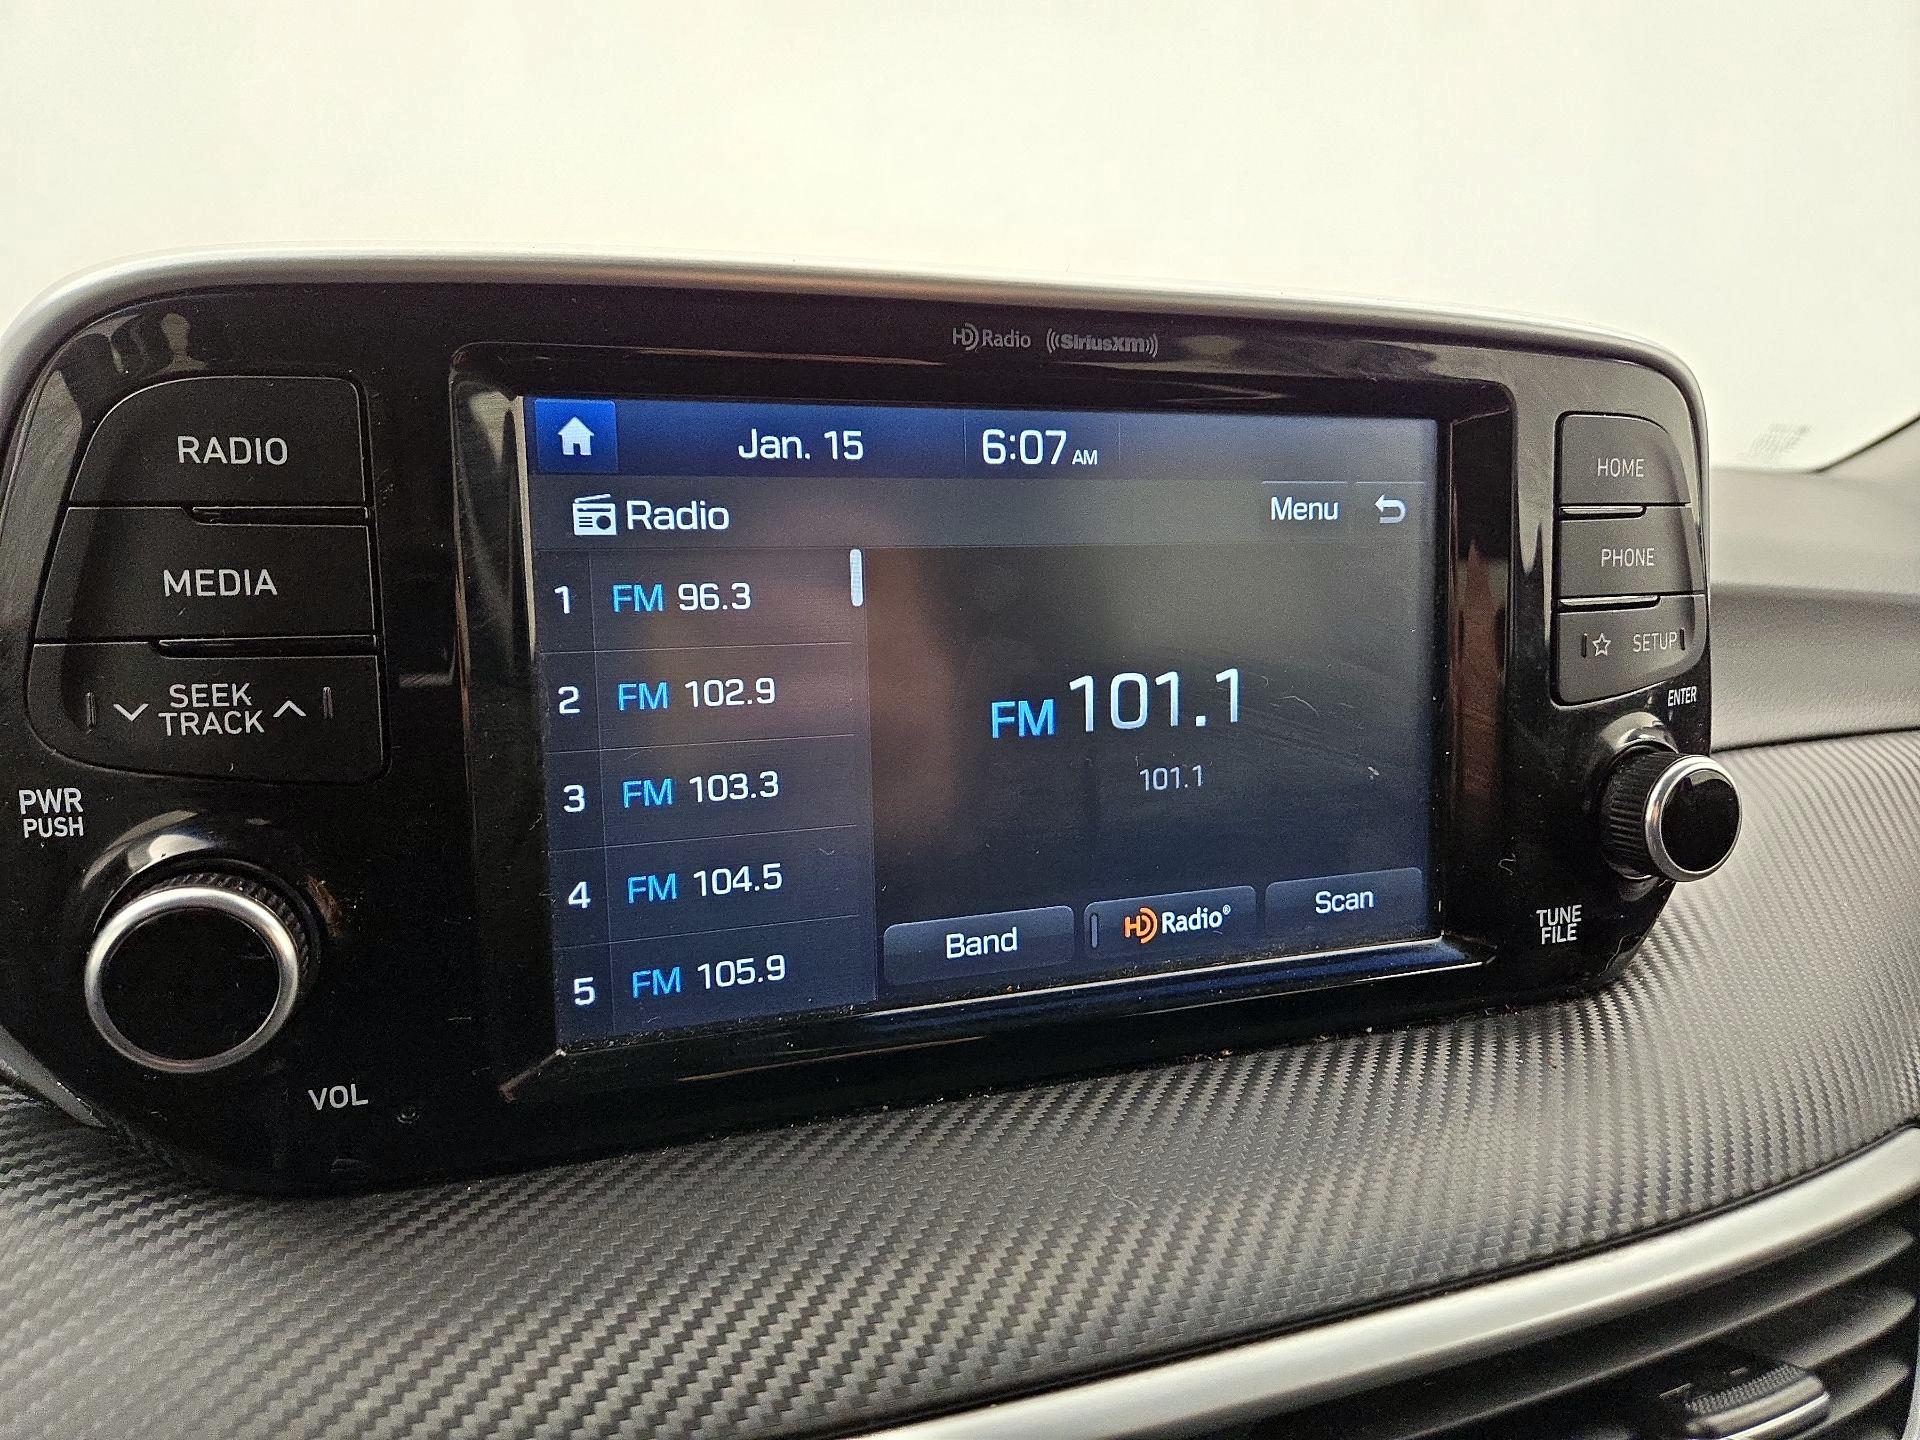 HD Radio ((SiriusXM))
RADIO
MEDIA
SEEK
TRACK
PWR
PUSH
VOL
Jan. 15 6:07 AM
Radio Menu
1 FM 96.3
2 FM 102.9
3 FM 103.3
4 FM 104.5
5 FM 105.9
FM 101.1
101.1
Band HD Radio® Scan
HOME
PHONE
☆ SETUP
ENTER
TUNE
FILE